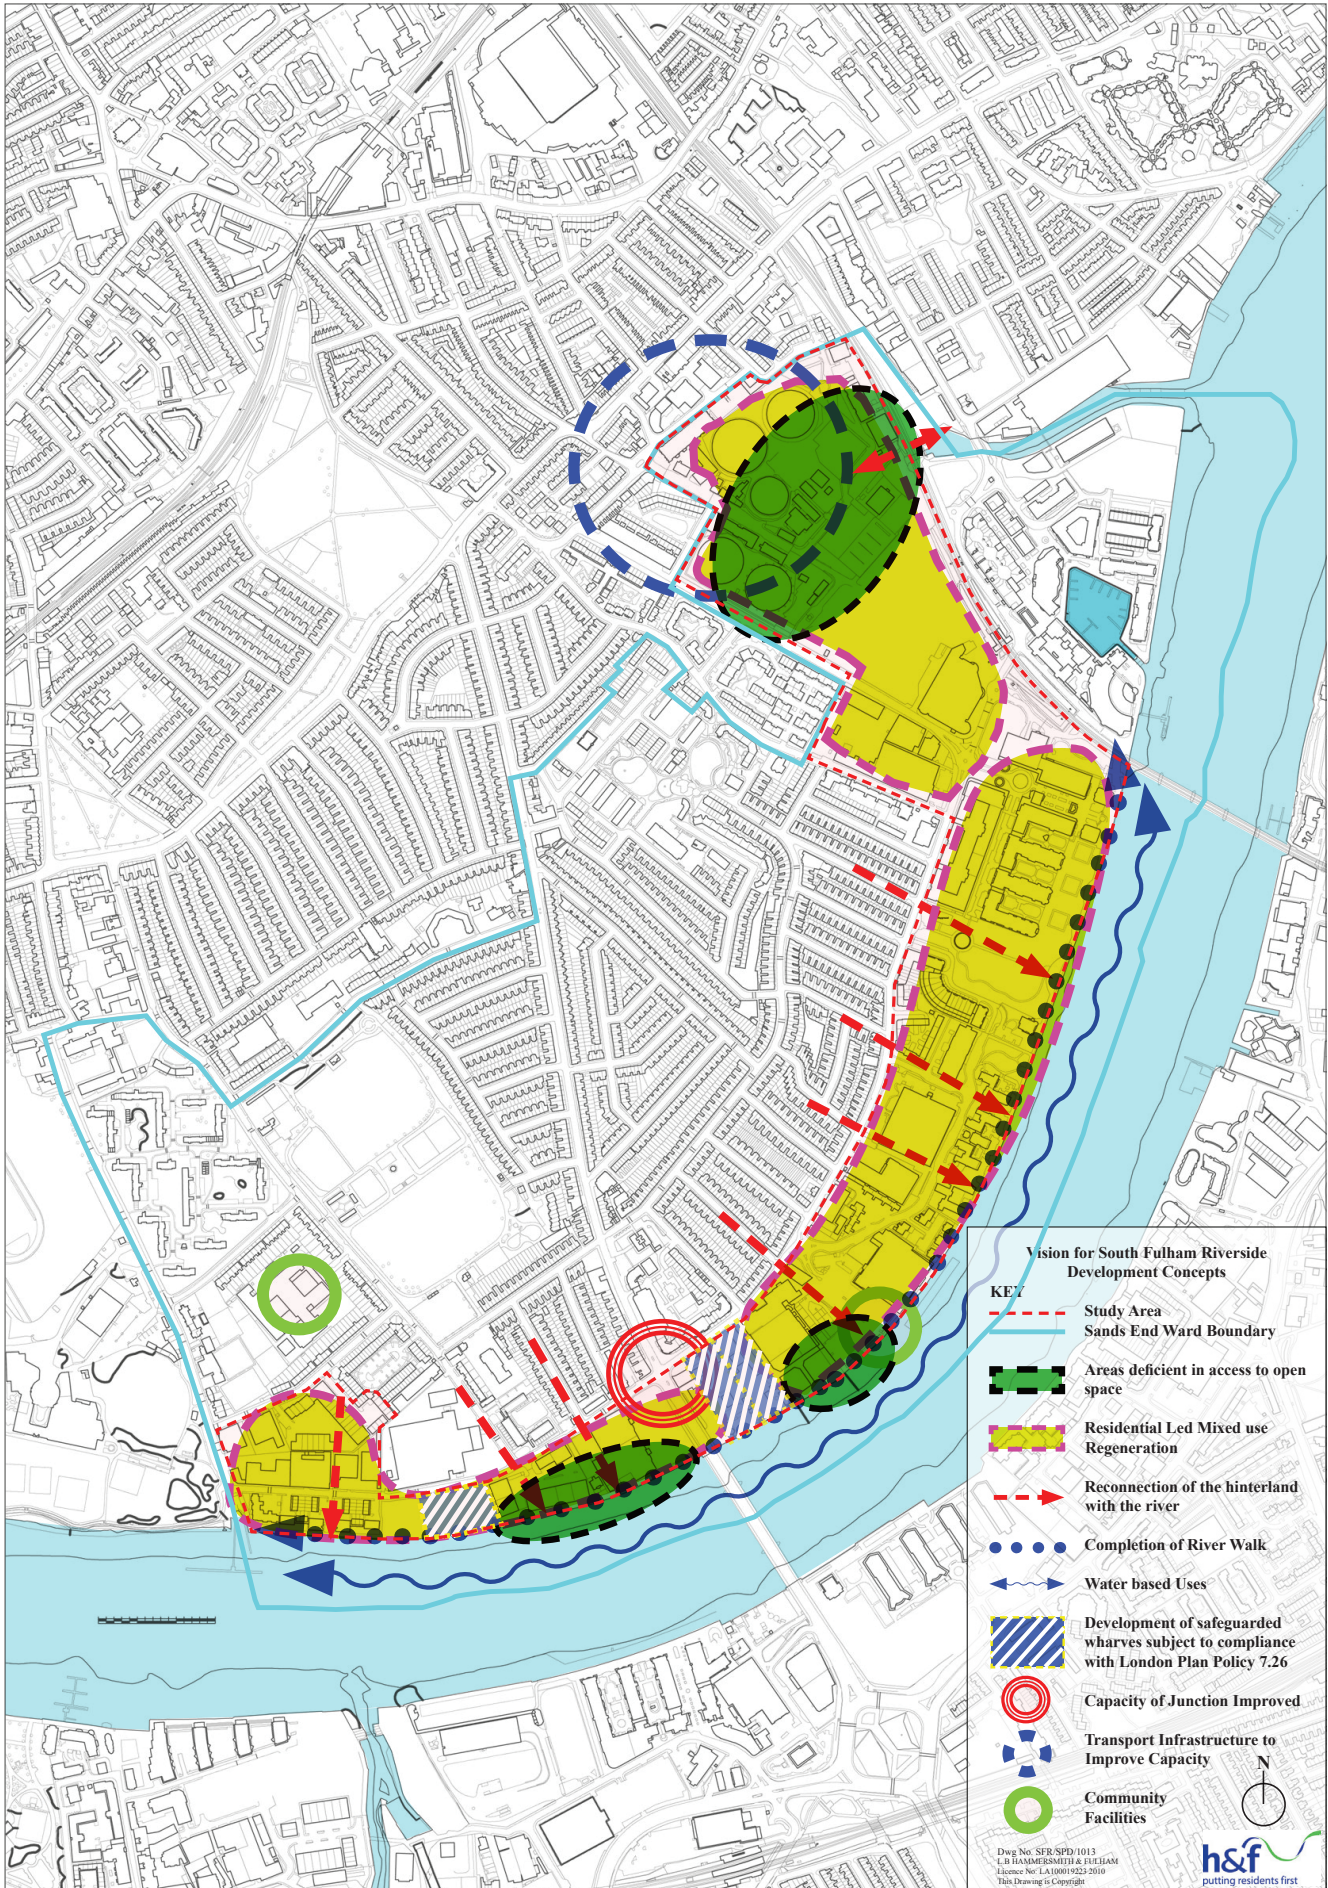 Vision for South Fulham Riverside
Development Concepts
KEY
Study Area
Sands End Ward Boundary
Areas deficient in access to open
space
Residential Led Mixed use
Regeneration
Reconnection of the hinterland
with the river
Completion of River Walk
Water based Uses
Development of safeguarded
wharves subject to compliance
with London Plan Policy 7.26
Capacity of Junction Improved
Transport Infrastructure to
Improve Capacity
N
Community
Facilities
Dwg No. SFR/SPD/1013
L B HAMMERSMITH & FULHAM
Licence No: LA100019223 2010
This Drawing is Copyright
h&f
putting residents first